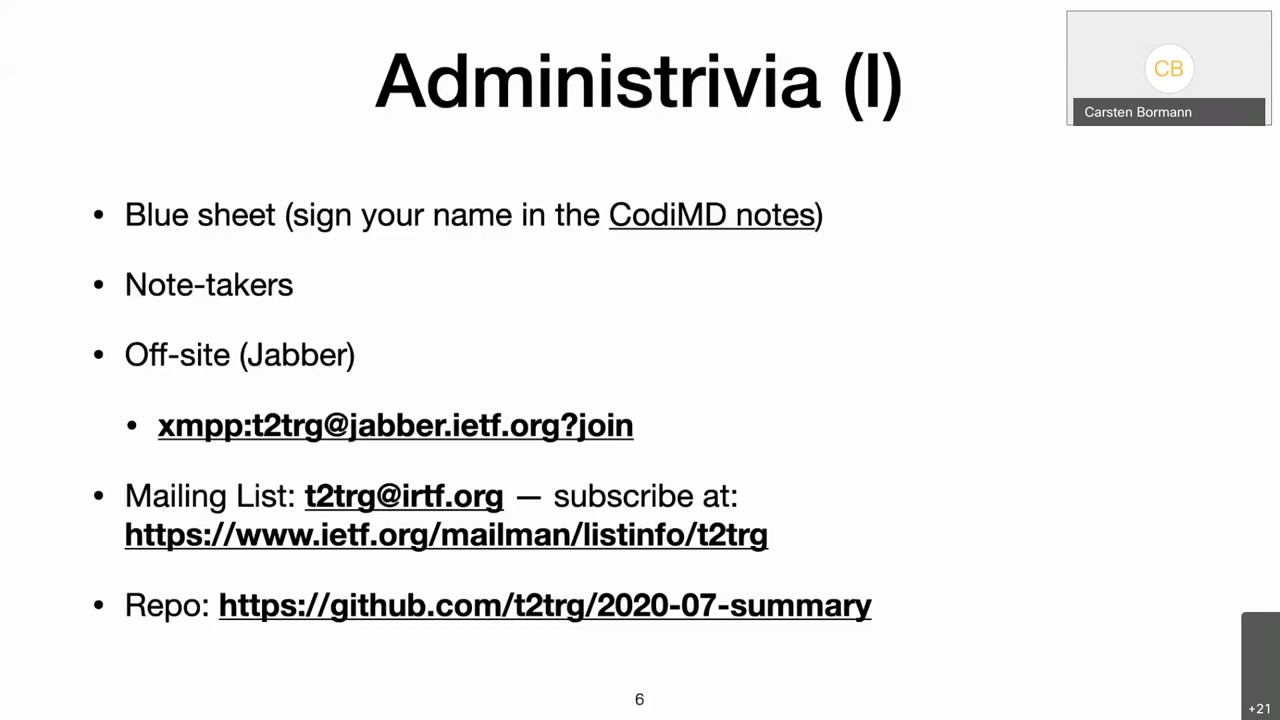 Administrivia (I)
CB
Carsten Bormann
• Blue sheet (sign your name in the CodiMD notes)
• Note-takers
• Off-site (Jabber)
• xmpp:t2trg@jabber.ietf.org?join
• Mailing List: t2trg@irtf.org — subscribe at:
https://www.ietf.org/mailman/listinfo/t2trg
• Repo: https://github.com/t2trg/2020-07-summary
6
+21